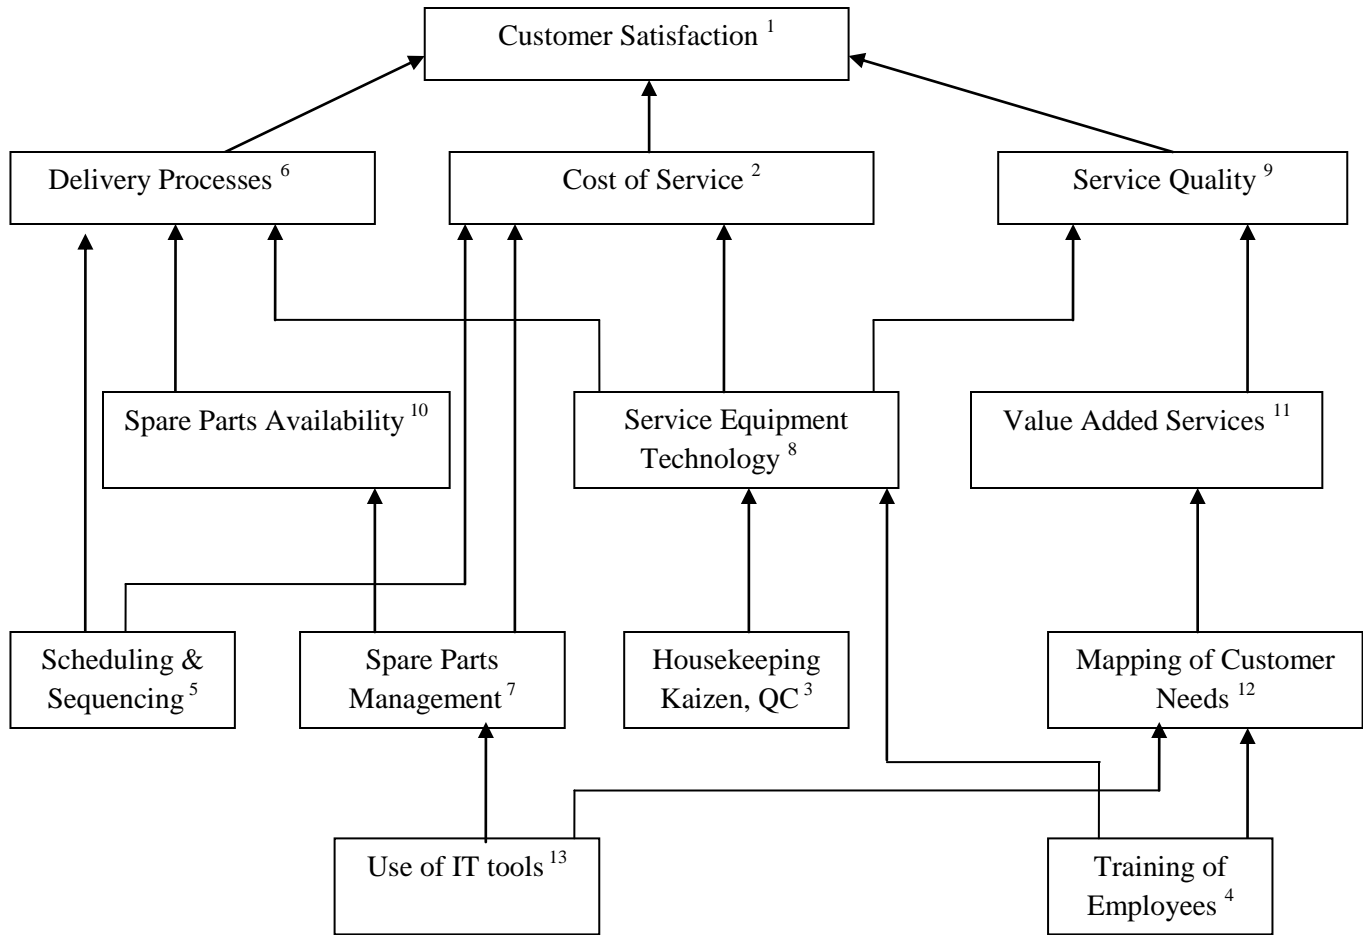 Customer Satisfaction 1
Delivery Processes 6
Cost of Service 2
Service Quality 9
Spare Parts Availability 10
Service Equipment
Technology 8
Value Added Services 11
Scheduling &
Sequencing 5
Spare Parts
Management 7
Housekeeping
Kaizen, QC 3
Mapping of Customer
Needs 12
Use of IT tools 13
Training of
Employees 4